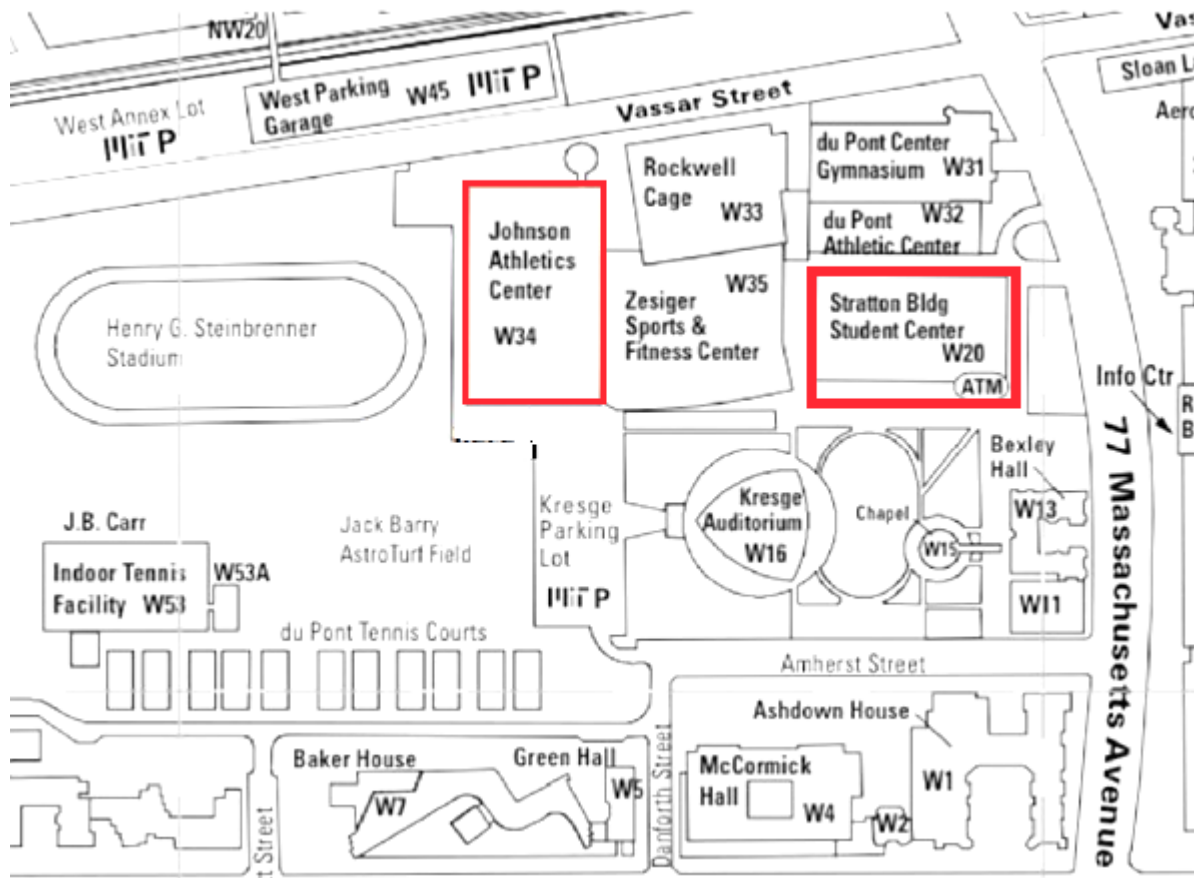 NW20
West Parking
Garage
W45
MIT P
Vassar Street
West Annex Lot
MIT P
Sloan
du Pont Center
Gymnasium W31
Rockwell
Cage
W33
W32
du Pont
Athletic Center
Johnson
Athletics
Center
W34
W35
Zesiger
Sports &
Fitness Center
Stratton Bldg
Student Center
W20
ATM
Henry G. Steinbrenner
Stadium
Info Ctr
77 Massachusetts Avenue
Bexley
Hall
W13
Kresge
Auditorium
W16
Chapel
W15
W11
Kresge
Parking
Lot
MIT P
J.B. Carr
Indoor Tennis
Facility W53
W53A
Jack Barry
AstroTurf Field
du Pont Tennis Courts
Amherst Street
Ashdown House
W1
Baker House
W7
Green Hall
W5
Danforth Street
McCormick
Hall
W4
W2
Street